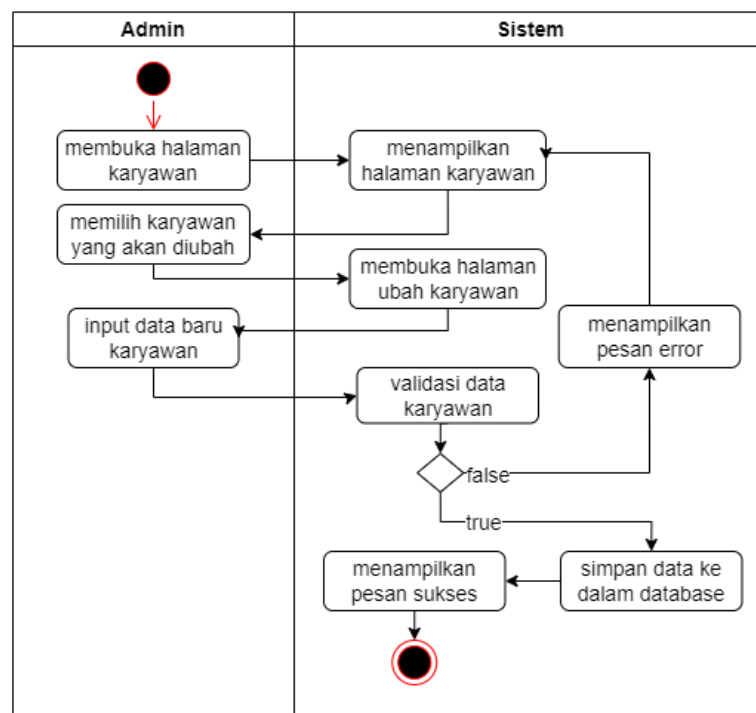 Admin
Sistem
membuka halaman
karyawan
menampilkan
halaman karyawan
memilih karyawan
yang akan diubah
membuka halaman
ubah karyawan
input data baru
karyawan
menampilkan
pesan error
validasi data
karyawan
false
true
menampilkan
pesan sukses
simpan data ke
dalam database